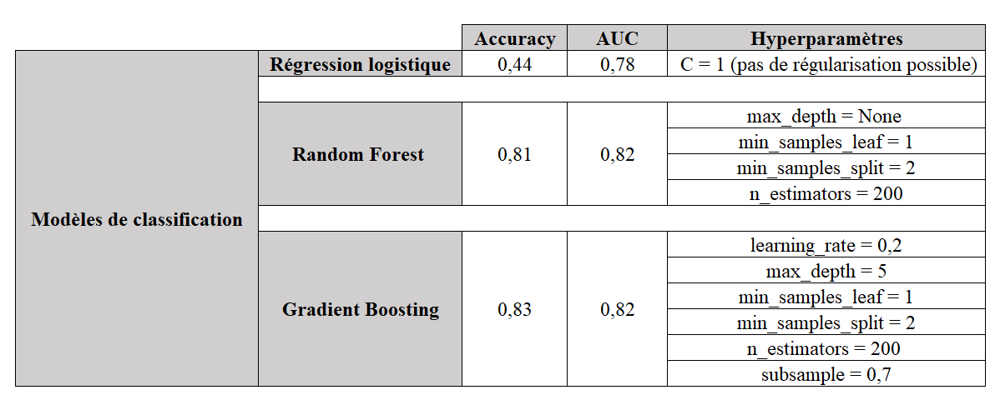 Accuracy AUC Hyperparamètres
Modèles de classification
Régression logistique 0,44 0,78 C = 1 (pas de régularisation possible)
Random Forest 0,81 0,82
max_depth = None
min_samples_leaf = 1
min_samples_split = 2
n_estimators = 200
Gradient Boosting 0,83 0,82
learning_rate = 0,2
max_depth = 5
min_samples_leaf = 1
min_samples_split = 2
n_estimators = 200
subsample = 0,7